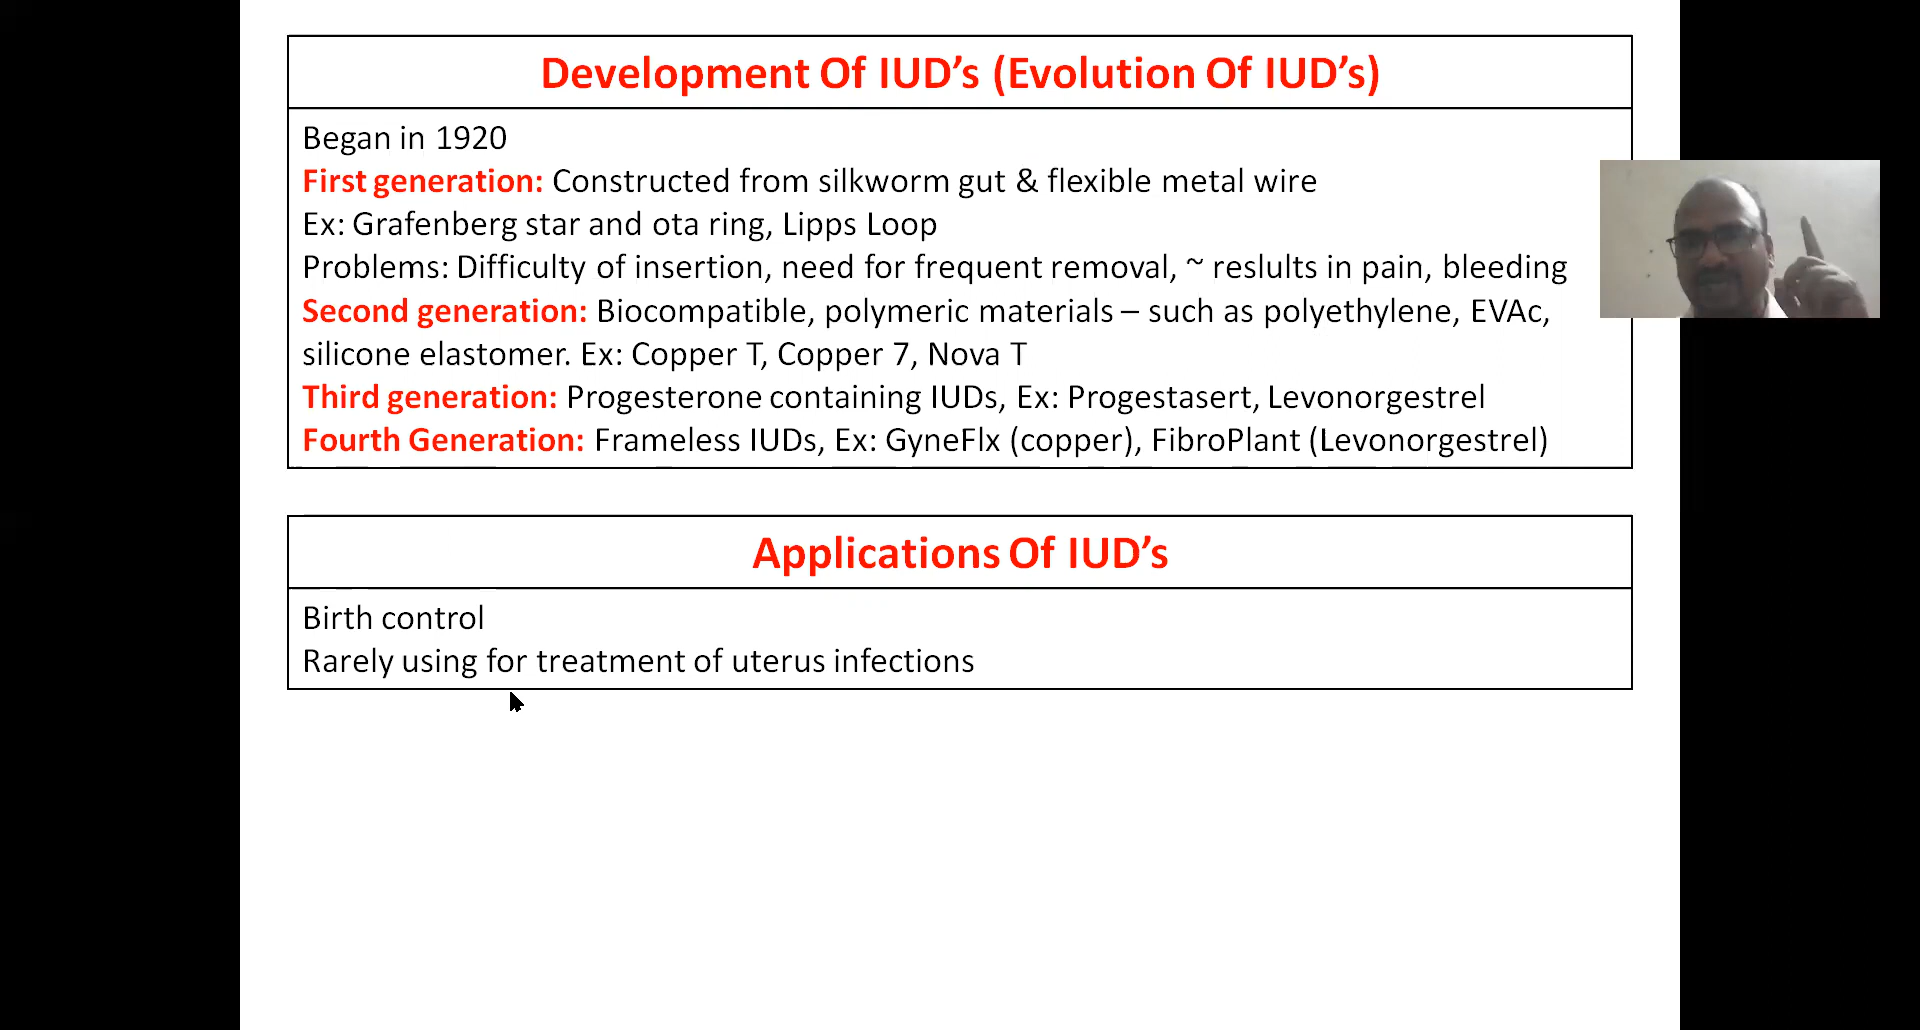 Development Of IUD’s (Evolution Of IUD’s)
Began in 1920
First generation: Constructed from silkworm gut & flexible metal wire
Ex: Grafenberg star and ota ring, Lipps Loop
Problems: Difficulty of insertion, need for frequent removal, ~ reslults in pain, bleeding
Second generation: Biocompatible, polymeric materials – such as polyethylene, EVAc,
silicone elastomer. Ex: Copper T, Copper 7, Nova T
Third generation: Progesterone containing IUDs, Ex: Progestasert, Levonorgestrel
Fourth Generation: Frameless IUDs, Ex: GyneFlx (copper), FibroPlant (Levonorgestrel)
Applications Of IUD’s
Birth control
Rarely using for treatment of uterus infections